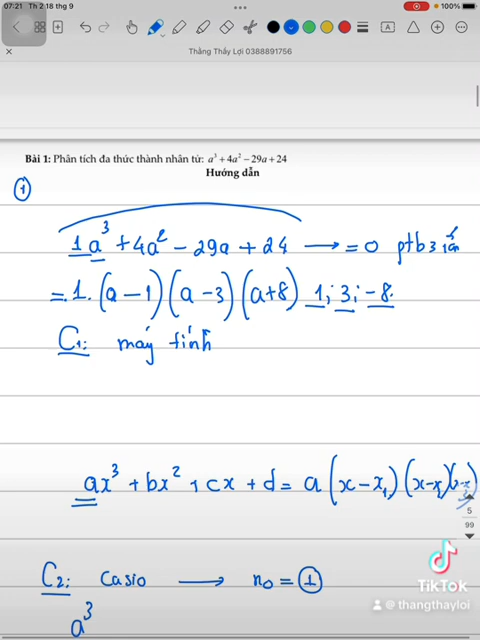 07:21 Th 2 18 thg 9
100%
Thằng Thầy Lợi 0388891756
Bài 1: Phân tích đa thức thành nhân tử: a³ + 4a² − 29a + 24
Hướng dẫn
①
1a³ + 4a² − 29a + 24 → = 0 ptb3 ẩn
= 1. (a − 1) (a − 3) (a + 8) 1; 3; −8.
C1: máy tính
ax³ + bx² + cx + d = a (x − x₁) (x − x₂)(x − x₃)
5
99
C2: Casio → n₀ = ①
a³
TikTok
@ thangthayloi